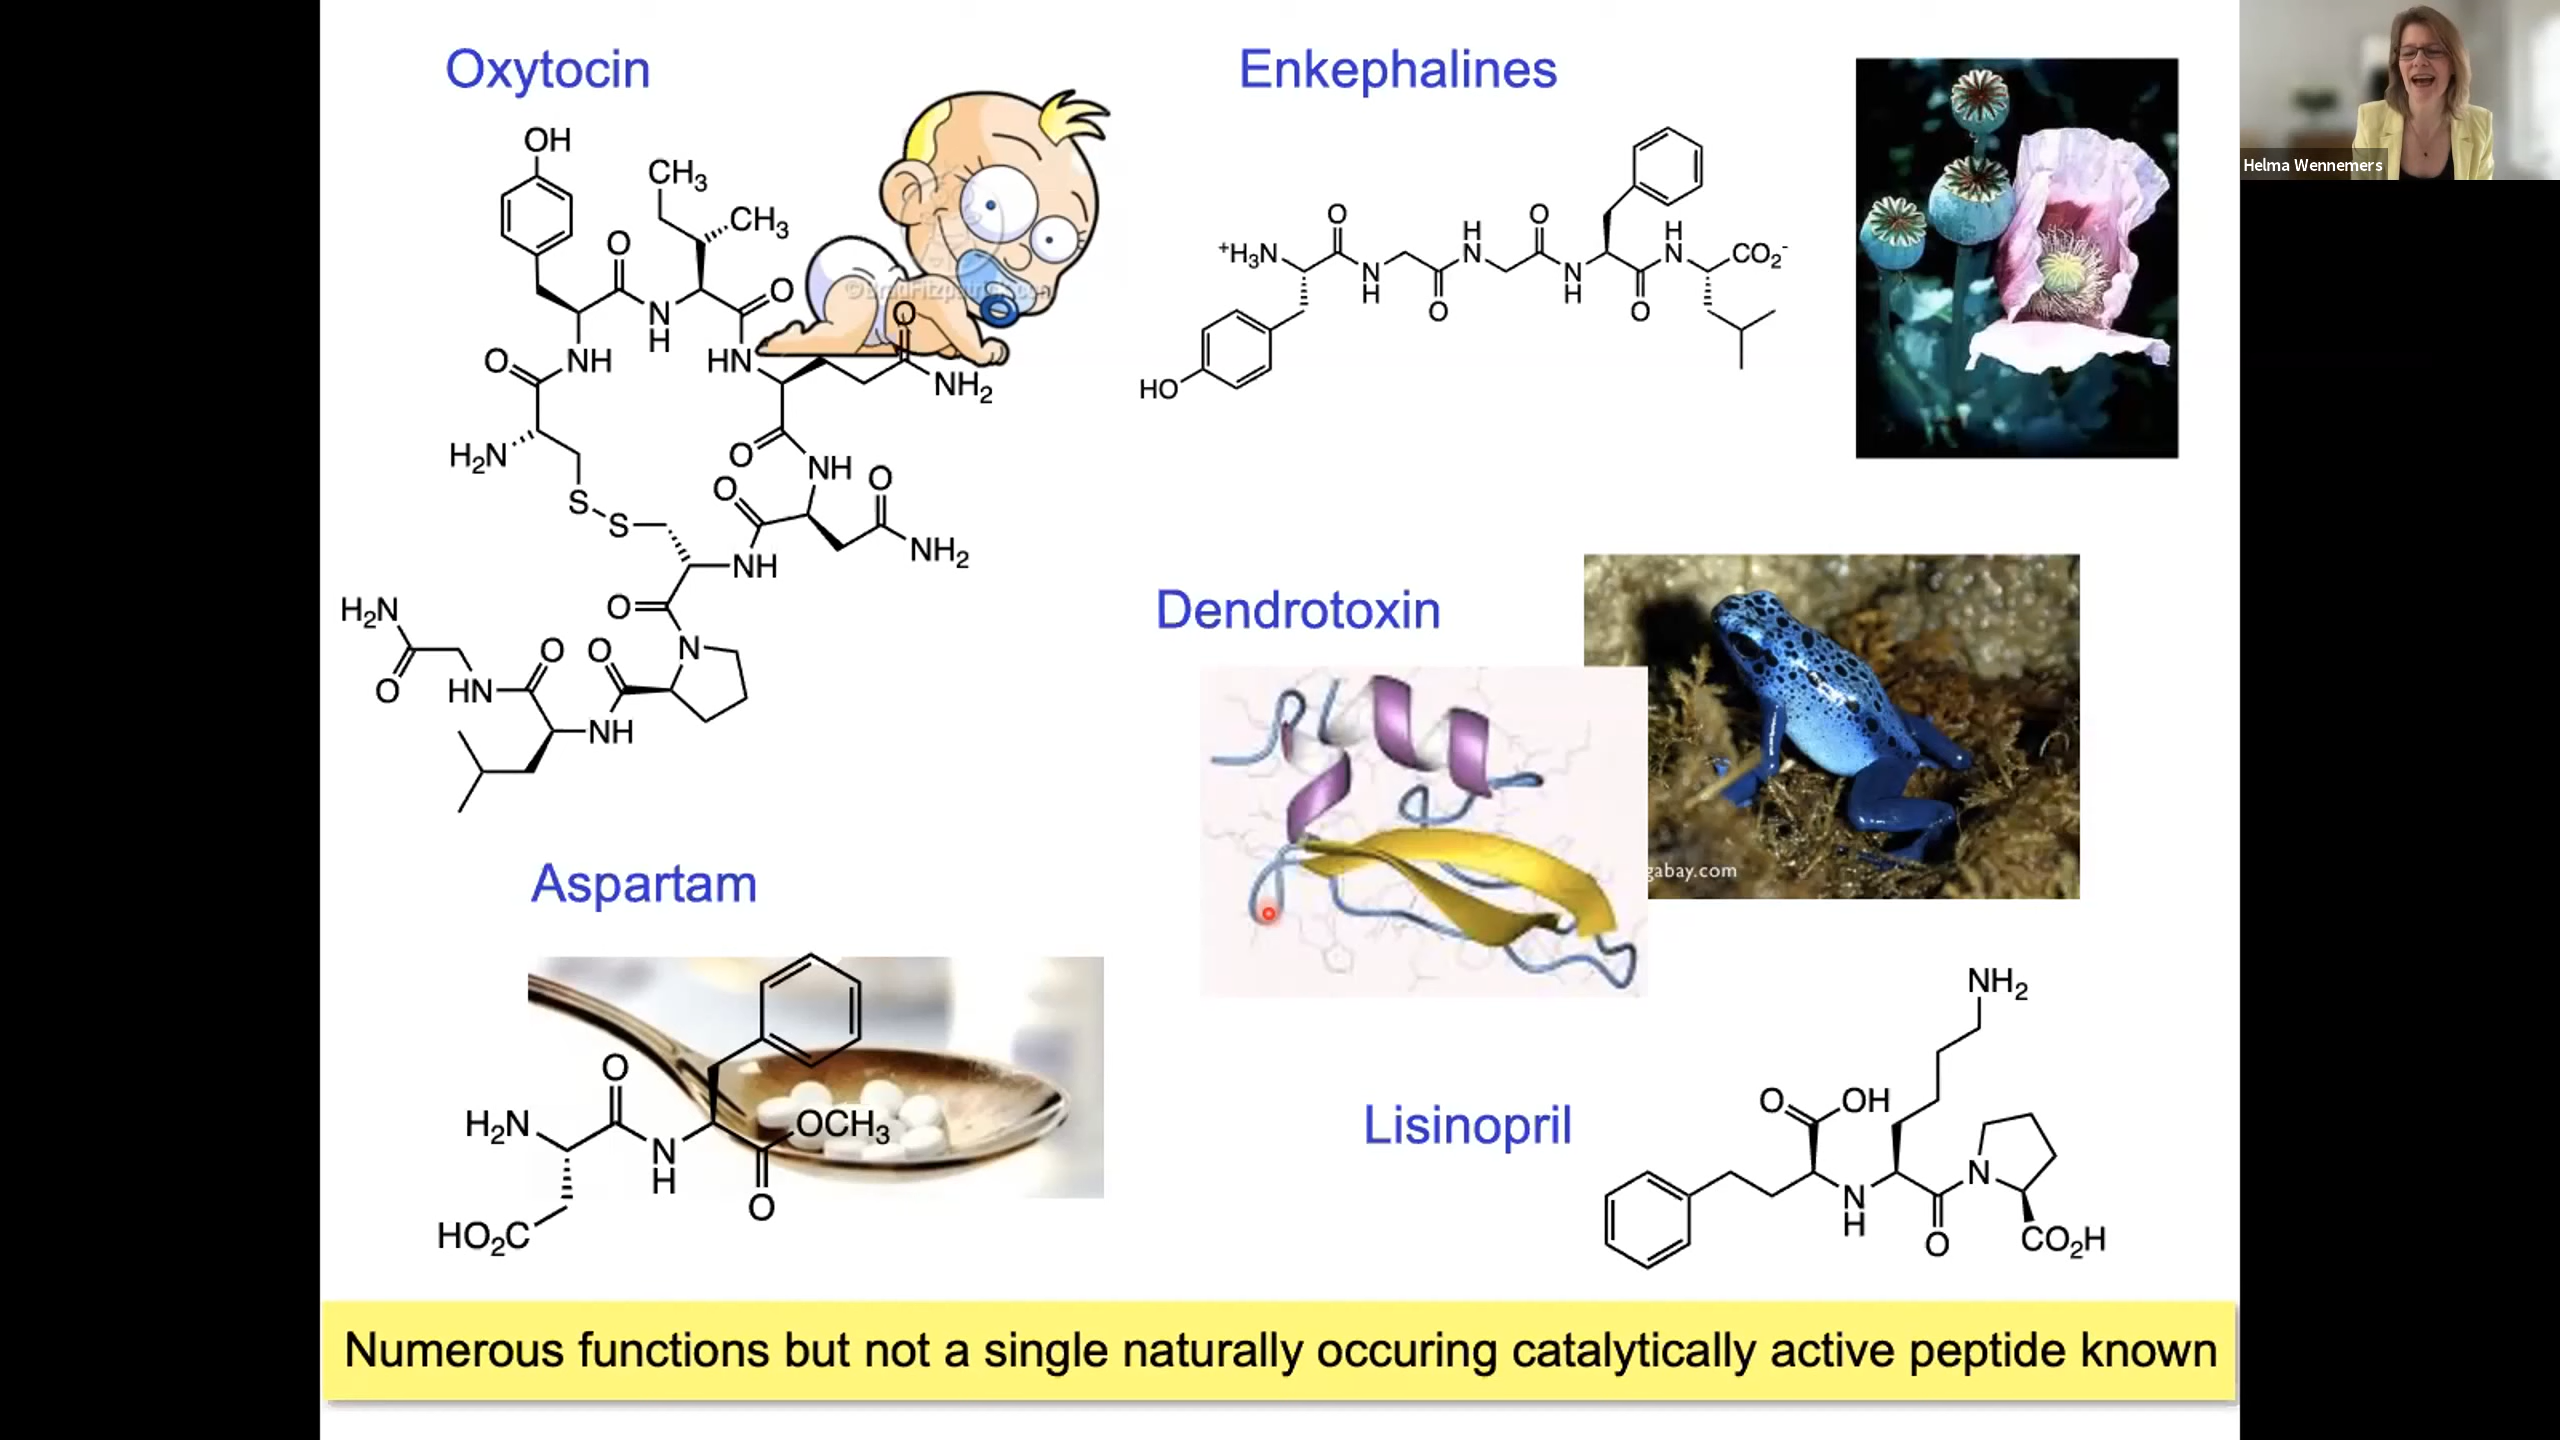 Oxytocin
OH
CH3
CH3
O
O
N
H
O
NH
HN
O
NH2
H2N
O
NH
S
S
O
O
NH2
NH
O
N
H2N
O
HN
O
O
NH
Enkephalines
+H3N
O
N
H
O
H
N
O
N
H
O
H
N
CO2-
HO
Dendrotoxin
gabay.com
Aspartam
H2N
O
N
H
OCH3
O
HO2C
Lisinopril
NH2
O
OH
N
H
O
N
CO2H
Numerous functions but not a single naturally occuring catalytically active peptide known
Helma Wennemers